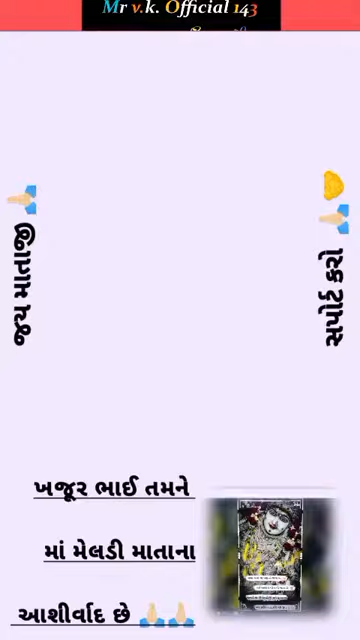 Mr v.k. Official 143
જય માતાજી 🙏🏻
સપોર્ટ કરો 🙏🏻🤝
ખજૂર ભાઈ તમને
માં મેલડી માતાના
આશીર્વાદ છે 🙏🏻🙏🏻